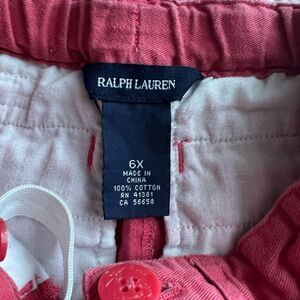 RALPH LAUREN
6X
MADE IN
CHINA
100% COTTON
RN 41381
CA 56658